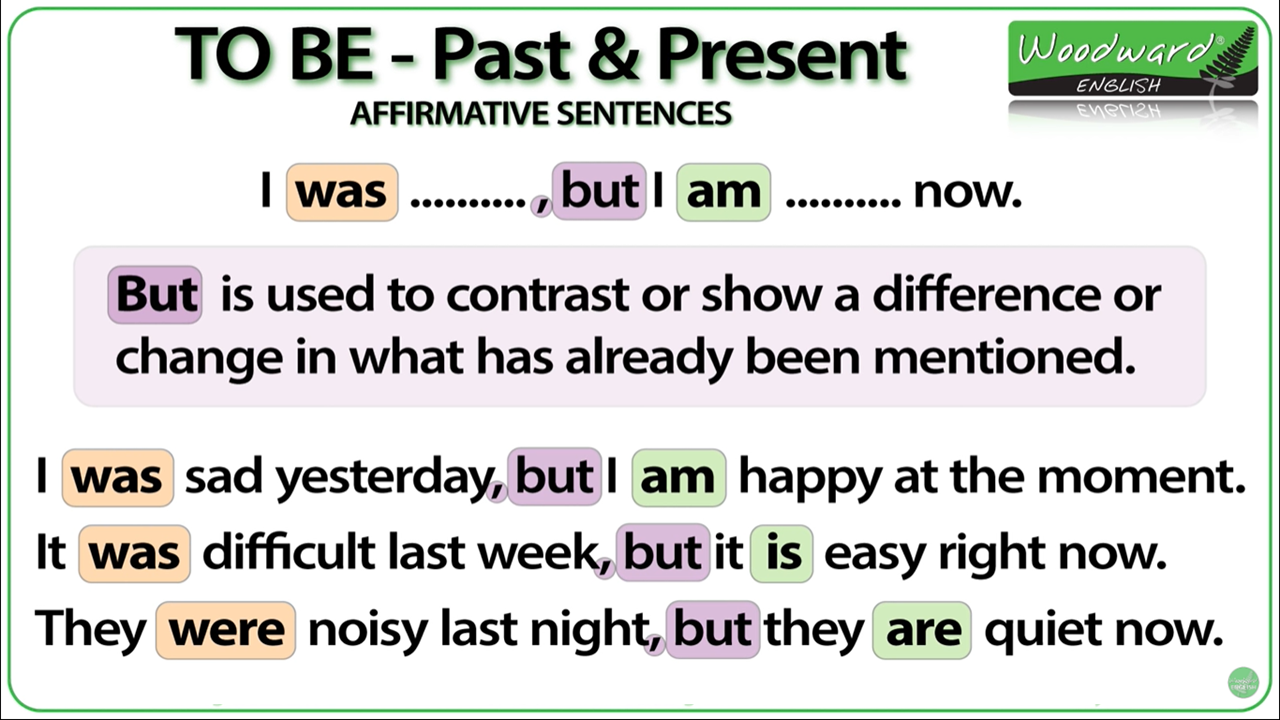 TO BE - Past & Present
Woodward®
ENGLISH
AFFIRMATIVE SENTENCES
I was .........., but I am .......... now.
But is used to contrast or show a difference or
change in what has already been mentioned.
I was sad yesterday, but I am happy at the moment.
It was difficult last week, but it is easy right now.
They were noisy last night, but they are quiet now.